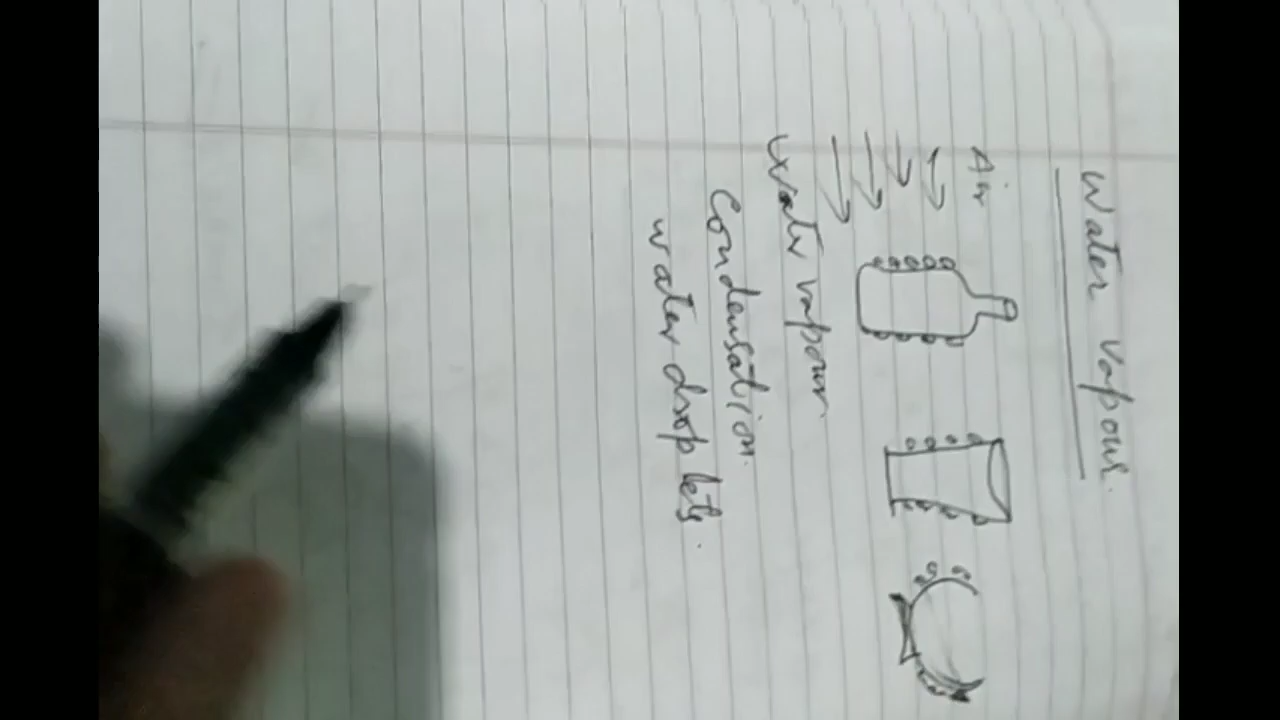 Water Vapour.
Air
Water vapour.
Condensation.
water droplets.